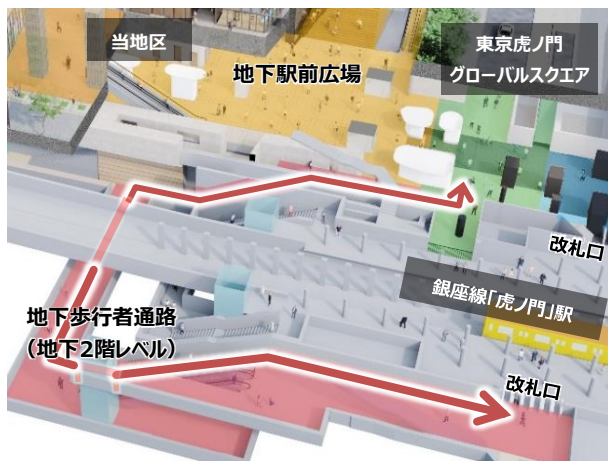 当地区
東京虎ノ門
グローバルスクエア
地下駅前広場
改札口
銀座線「虎ノ門」駅
地下歩行者通路
（地下２階レベル）
改札口